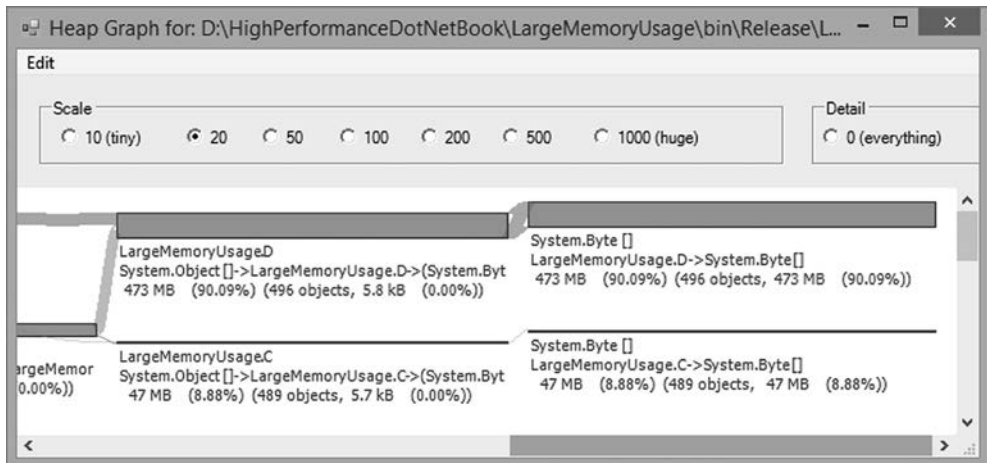 Heap Graph for: D:\HighPerformanceDotNetBook\LargeMemoryUsage\bin\Release\L...
Edit
Scale
10 (tiny)
20
50
100
200
500
1000 (huge)
Detail
0 (everything)
LargeMemoryUsage.D
System.Object []->LargeMemoryUsage.D->(System.Byt
473 MB (90.09%) (496 objects, 5.8 kB (0.00%))
System.Byte []
LargeMemoryUsage.D->System.Byte[]
473 MB (90.09%) (496 objects, 473 MB (90.09%))
argeMemor
0.00%))
LargeMemoryUsage.C
System.Object []->LargeMemoryUsage.C->(System.Byt
47 MB (8.88%) (489 objects, 5.7 kB (0.00%))
System.Byte []
LargeMemoryUsage.C->System.Byte[]
47 MB (8.88%) (489 objects, 47 MB (8.88%))